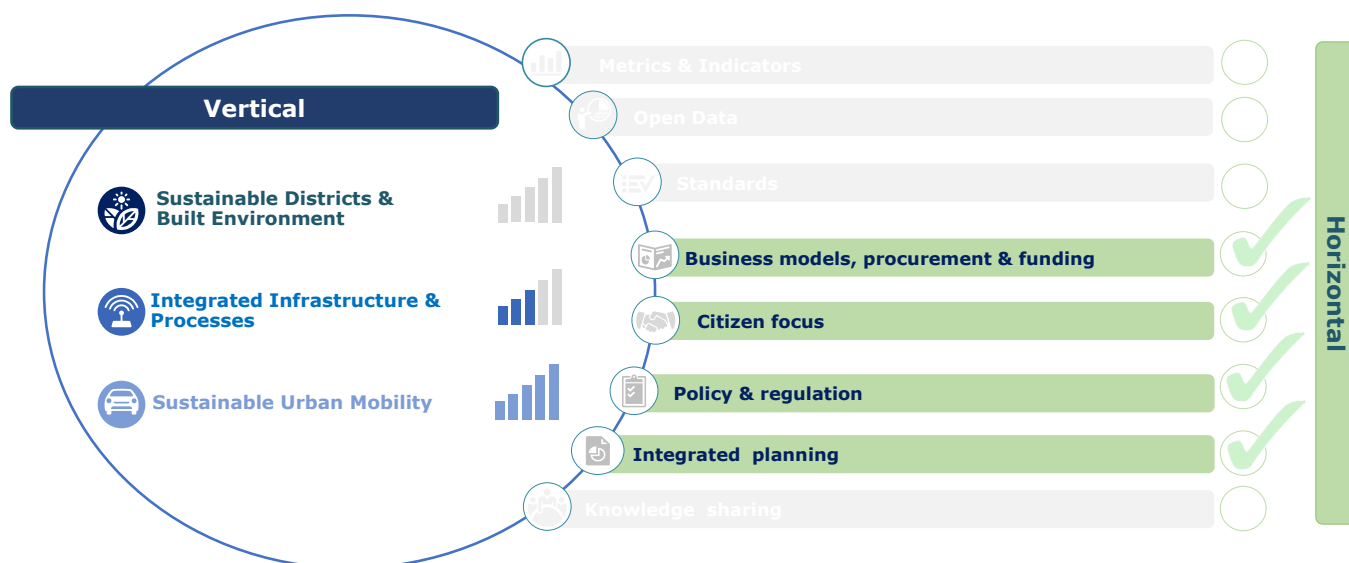 Vertical
Sustainable Districts &
Built Environment
Integrated Infrastructure &
Processes
Sustainable Urban Mobility
Metrics & Indicators
Open Data
Standards
Business models, procurement & funding
Citizen focus
Policy & regulation
Integrated planning
Knowledge sharing
Horizontal